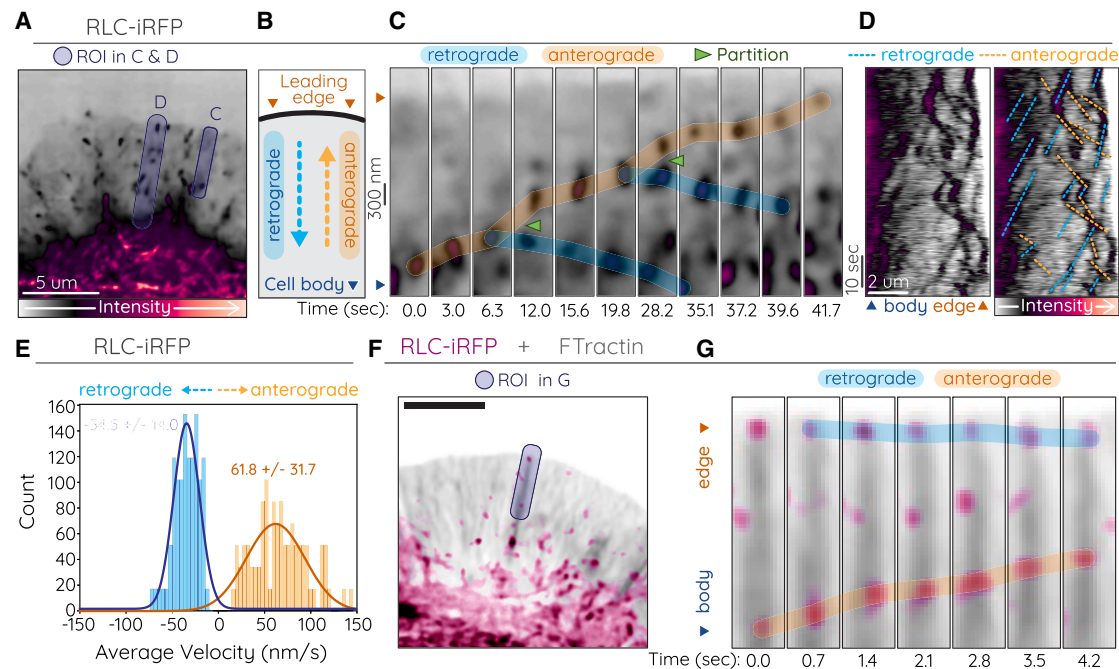 A
RLC-iRFP
ROI in C & D
D
C
5 um
Intensity
B
Leading
edge
retrograde
anterograde
Cell body
C
retrograde
anterograde
Partition
300 nm
Time (sec):
0.0
3.0
6.3
12.0
15.6
19.8
28.2
35.1
37.2
39.6
41.7
D
retrograde
anterograde
10 sec
2 um
body edge
Intensity
E
RLC-iRFP
retrograde
anterograde
-34.5 +/- 14.0
61.8 +/- 31.7
Count
160
140
120
100
80
60
40
20
0
-150
-100
-50
0
50
100
150
Average Velocity (nm/s)
F
RLC-iRFP + FTractin
ROI in G
G
retrograde
anterograde
edge
body
Time (sec):
0.0
0.7
1.4
2.1
2.8
3.5
4.2